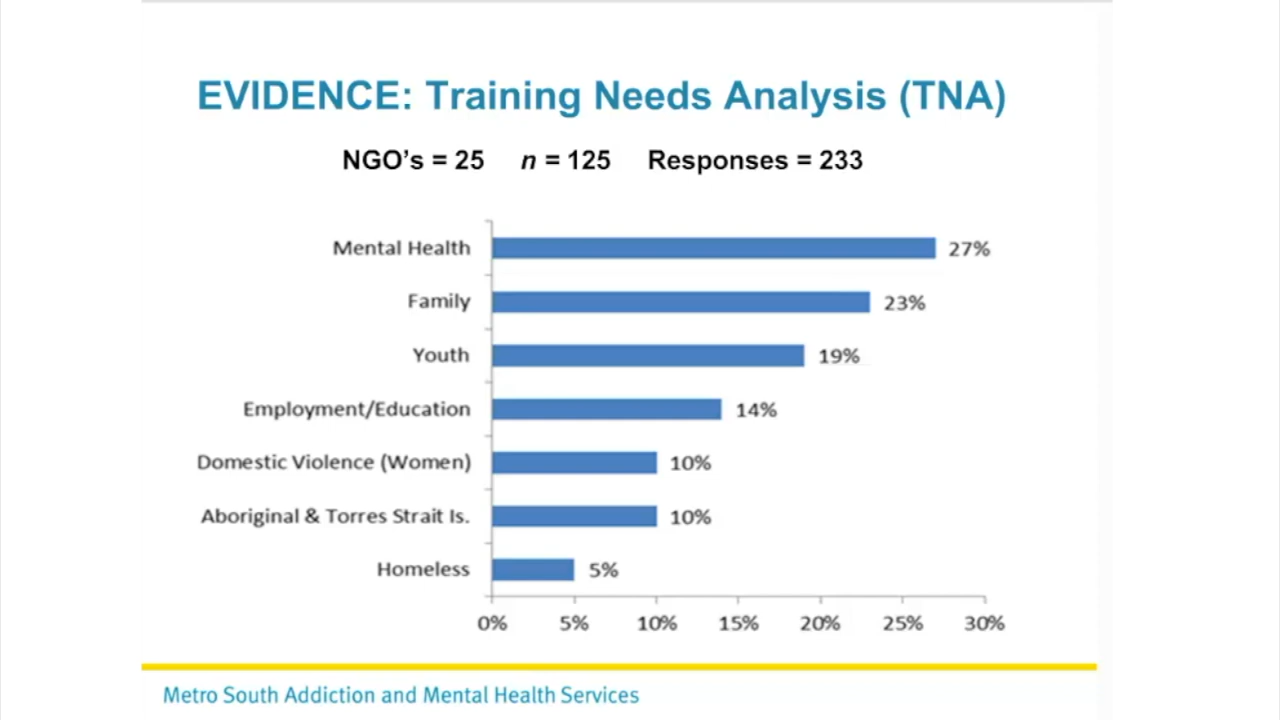 EVIDENCE: Training Needs Analysis (TNA)
NGO’s = 25 n = 125 Responses = 233
Mental Health 27%
Family 23%
Youth 19%
Employment/Education 14%
Domestic Violence (Women) 10%
Aboriginal & Torres Strait Is. 10%
Homeless 5%
0% 5% 10% 15% 20% 25% 30%
Metro South Addiction and Mental Health Services